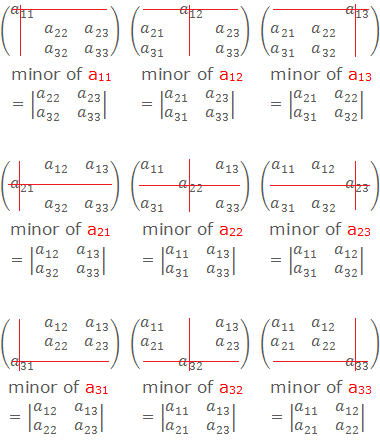 a11 a12 a13
a22 a23 a21 a23 a21 a22
a32 a33 a31 a33 a31 a32
minor of a11 minor of a12 minor of a13
= |a22 a23| = |a21 a23| = |a21 a22|
|a32 a33| |a31 a33| |a31 a32|
a12 a13 a11 a13 a11 a12
a21 a22 a23
a32 a33 a31 a33 a31 a32
minor of a21 minor of a22 minor of a23
= |a12 a13| = |a11 a13| = |a11 a12|
|a32 a33| |a31 a33| |a31 a32|
a12 a13 a11 a13 a11 a12
a22 a23 a21 a23 a21 a22
a31 a32 a33
minor of a31 minor of a32 minor of a33
= |a12 a13| = |a11 a13| = |a11 a12|
|a22 a23| |a21 a23| |a21 a22|